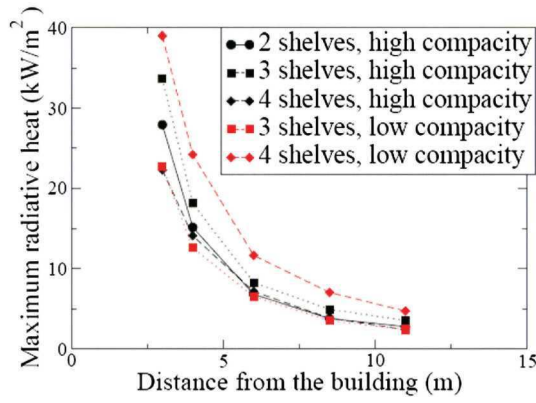 Maximum radiative heat (kW/m²)
40
30
20
10
0
2 shelves, high compacity
3 shelves, high compacity
4 shelves, high compacity
3 shelves, low compacity
4 shelves, low compacity
0 5 10 15
Distance from the building (m)